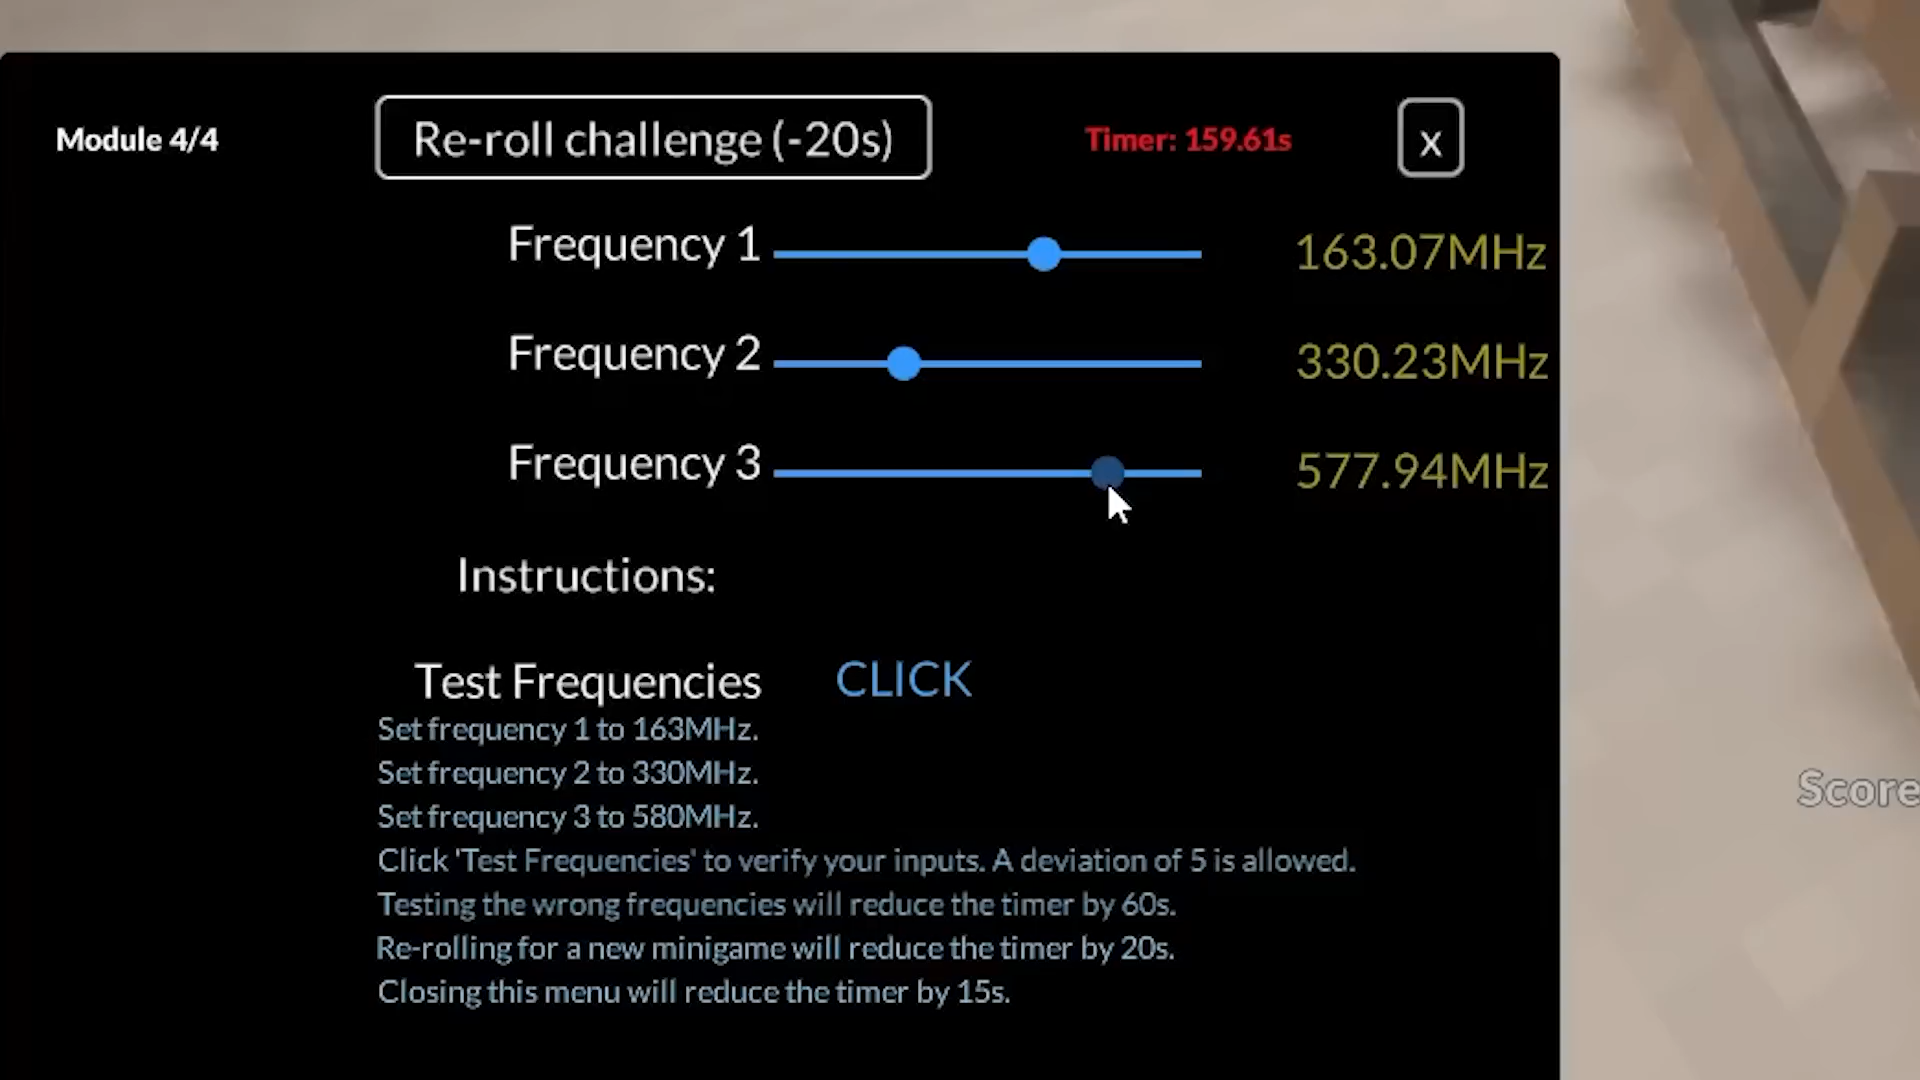 Module 4/4
Re-roll challenge (-20s)
Timer: 159.61s
x
Frequency 1
163.07MHz
Frequency 2
330.23MHz
Frequency 3
577.94MHz
Instructions:
Test Frequencies
CLICK
Set frequency 1 to 163MHz.
Set frequency 2 to 330MHz.
Set frequency 3 to 580MHz.
Click 'Test Frequencies' to verify your inputs. A deviation of 5 is allowed.
Testing the wrong frequencies will reduce the timer by 60s.
Re-rolling for a new minigame will reduce the timer by 20s.
Closing this menu will reduce the timer by 15s.
Score